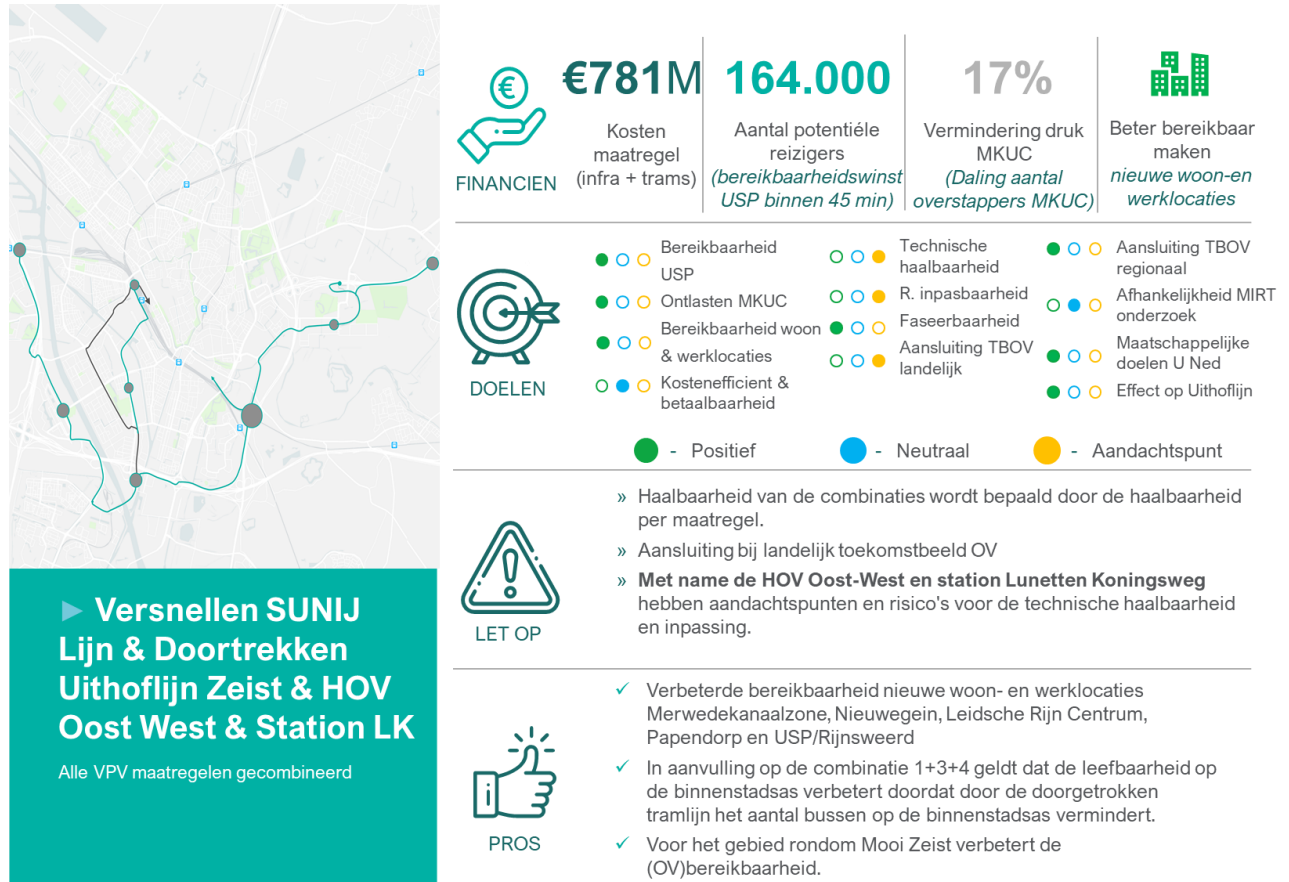 ► Versnellen SUNIJ
Lijn & Doortrekken
Uithoflijn Zeist & HOV
Oost West & Station LK
Alle VPV maatregelen gecombineerd
€
FINANCIEN
€781M
Kosten
maatregel
(infra + trams)
164.000
Aantal potentiéle
reizigers
(bereikbaarheidswinst
USP binnen 45 min)
17%
Vermindering druk
MKUC
(Daling aantal
overstappers MKUC)
Beter bereikbaar
maken
nieuwe woon-en
werklocaties
DOELEN
Bereikbaarheid
USP
Ontlasten MKUC
Bereikbaarheid woon
& werklocaties
Kostenefficient &
betaalbaarheid
Technische
haalbaarheid
R. inpasbaarheid
Faseerbaarheid
Aansluiting TBOV
landelijk
Aansluiting TBOV
regionaal
Afhankelijkheid MIRT
onderzoek
Maatschappelijke
doelen U Ned
Effect op Uithoflijn
- Positief
- Neutraal
- Aandachtspunt
LET OP
» Haalbaarheid van de combinaties wordt bepaald door de haalbaarheid
per maatregel.
» Aansluiting bij landelijk toekomstbeeld OV
» Met name de HOV Oost-West en station Lunetten Koningsweg
hebben aandachtspunten en risico's voor de technische haalbaarheid
en inpassing.
PROS
✓ Verbeterde bereikbaarheid nieuwe woon- en werklocaties
Merwedekanaalzone, Nieuwegein, Leidsche Rijn Centrum,
Papendorp en USP/Rijnsweerd
✓ In aanvulling op de combinatie 1+3+4 geldt dat de leefbaarheid op
de binnenstadsas verbetert doordat door de doorgetrokken
tramlijn het aantal bussen op de binnenstadsas vermindert.
✓ Voor het gebied rondom Mooi Zeist verbetert de
(OV)bereikbaarheid.